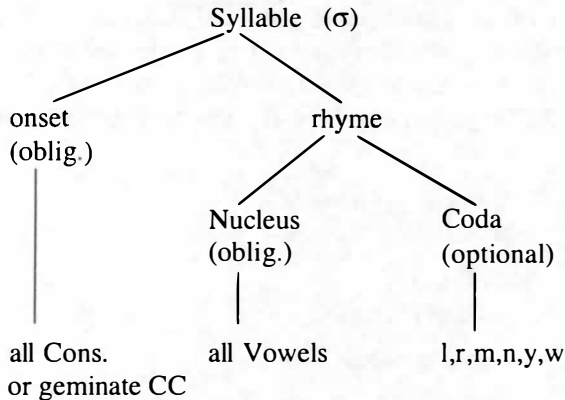 Syllable (σ)
onset
(oblig.)
rhyme
Nucleus
(oblig.)
Coda
(optional)
all Cons.
or geminate CC
all Vowels
l,r,m,n,y,w